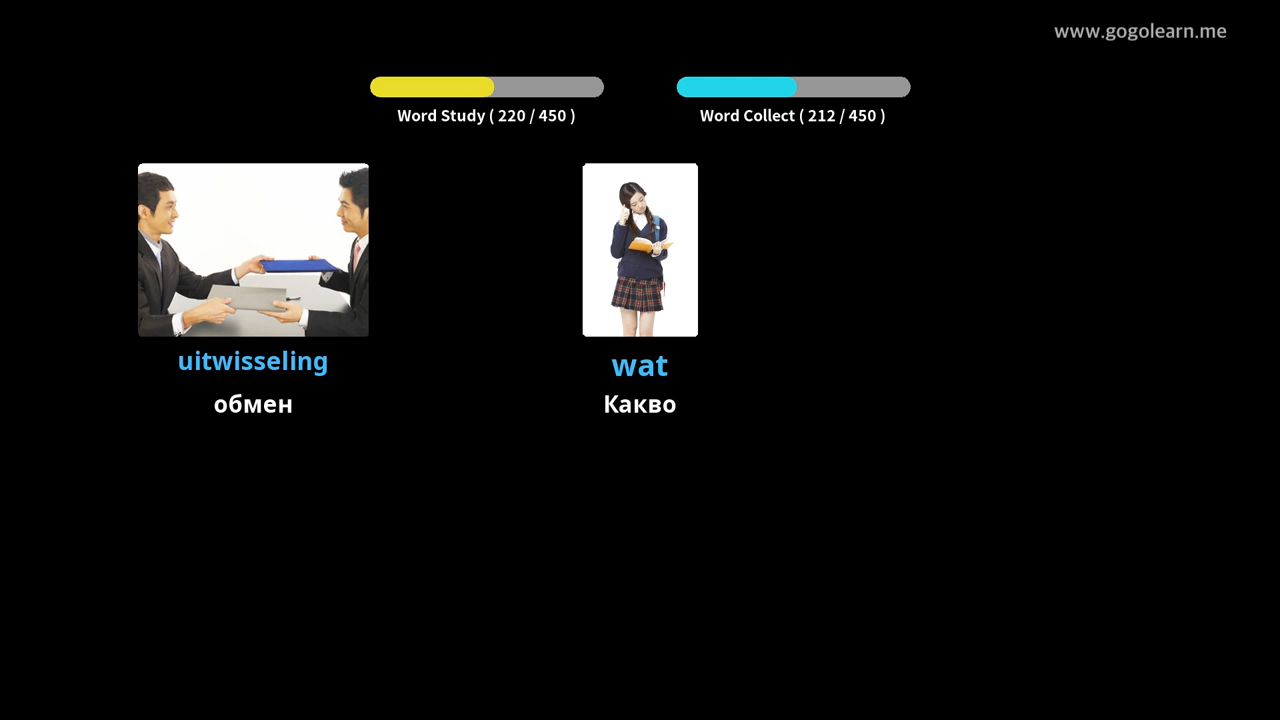 www.gogolearn.me
Word Study ( 220 / 450 )
Word Collect ( 212 / 450 )
uitwisseling
wat
обмен
Какво